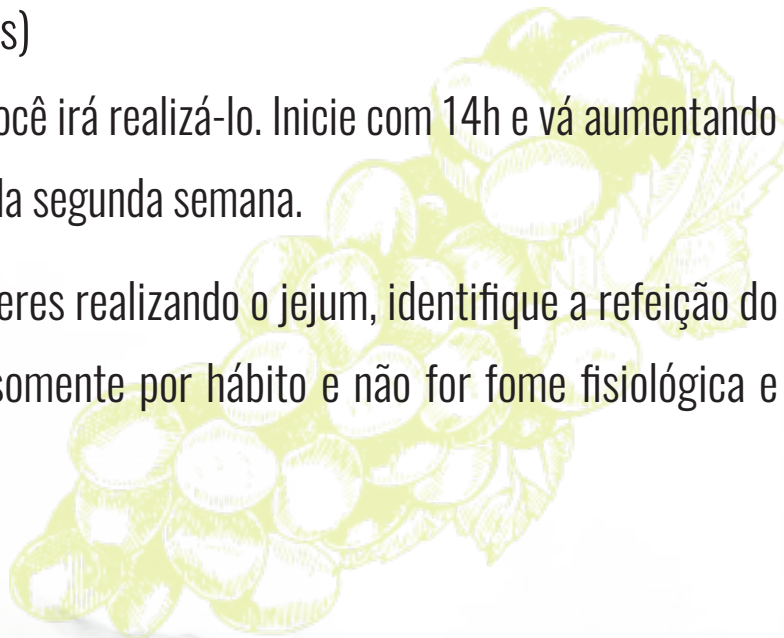 s)
ocê irá realizá-lo. Inicie com 14h e vá aumentando
la segunda semana.
eres realizando o jejum, identifique a refeição do
somente por hábito e não for fome fisiológica e